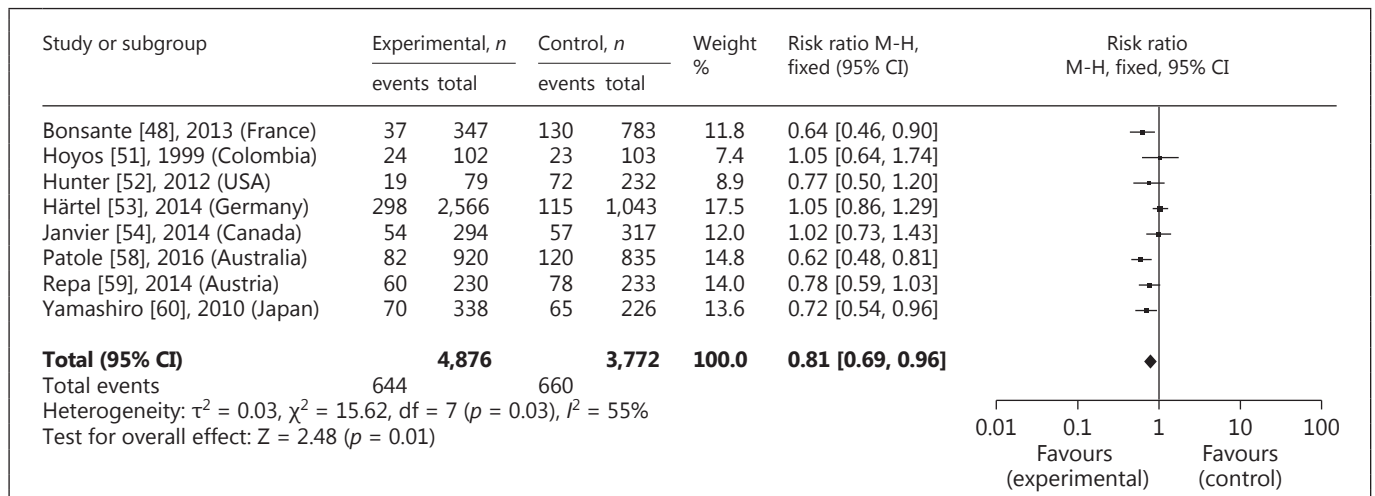 Study or subgroup Experimental, n Control, n Weight % Risk ratio M-H, fixed (95% CI) Risk ratio M-H, fixed, 95% CI
events total events total
Bonsante [48], 2013 (France) 37 347 130 783 11.8 0.64 [0.46, 0.90]
Hoyos [51], 1999 (Colombia) 24 102 23 103 7.4 1.05 [0.64, 1.74]
Hunter [52], 2012 (USA) 19 79 72 232 8.9 0.77 [0.50, 1.20]
Härtel [53], 2014 (Germany) 298 2,566 115 1,043 17.5 1.05 [0.86, 1.29]
Janvier [54], 2014 (Canada) 54 294 57 317 12.0 1.02 [0.73, 1.43]
Patole [58], 2016 (Australia) 82 920 120 835 14.8 0.62 [0.48, 0.81]
Repa [59], 2014 (Austria) 60 230 78 233 14.0 0.78 [0.59, 1.03]
Yamashiro [60], 2010 (Japan) 70 338 65 226 13.6 0.72 [0.54, 0.96]
Total (95% CI) 4,876 3,772 100.0 0.81 [0.69, 0.96]
Total events 644 660
Heterogeneity: τ² = 0.03, χ² = 15.62, df = 7 (p = 0.03), I² = 55%
Test for overall effect: Z = 2.48 (p = 0.01)
0.01 0.1 1 10 100
Favours Favours
(experimental) (control)